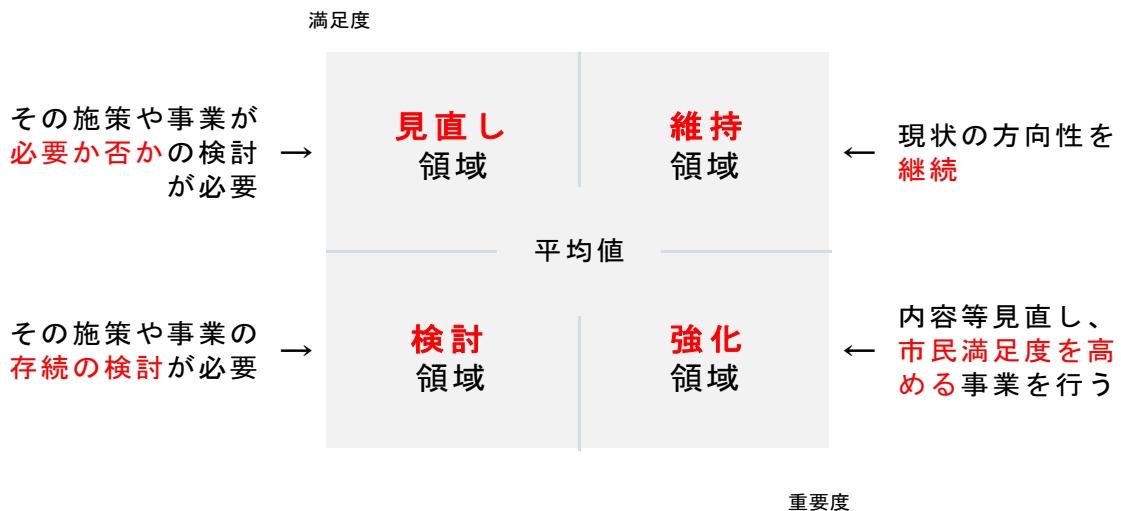 満足度
その施策や事業が
必要か否かの検討
が必要
→
見直し
領域
維持
領域
←
現状の方向性を
継続
平均値
その施策や事業の
存続の検討が必要
→
検討
領域
強化
領域
←
内容等見直し、
市民満足度を高
める事業を行う
重要度